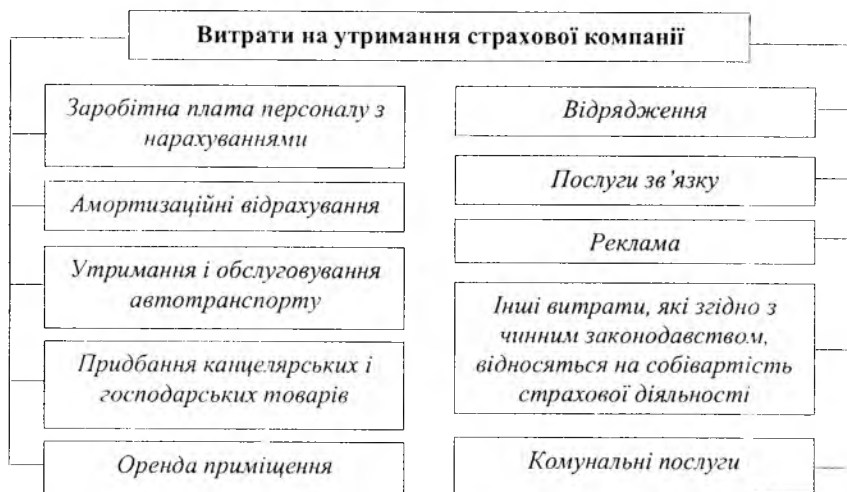 Витрати на утримання страхової компанії
Заробітна плата персоналу з
нарахуваннями
Амортизаційні відрахування
Утримання і обслуговування
автотранспорту
Придбання канцелярських і
господарських товарів
Оренда приміщення
Відрядження
Послуги зв’язку
Реклама
Інші витрати, які згідно з
чинним законодавством,
відносяться на собівартість
страхової діяльності
Комунальні послуги